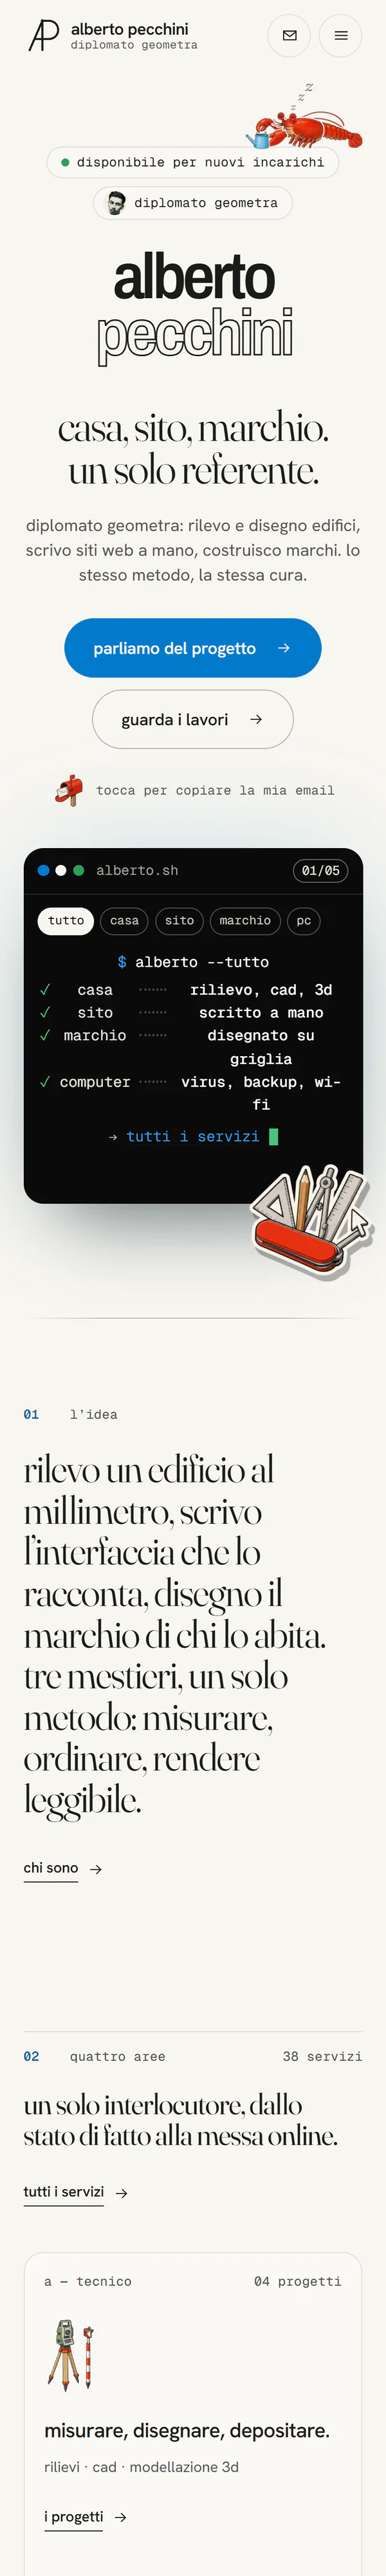 alberto pecchini
diplomato geometra
z
z
z
disponibile per nuovi incarichi
diplomato geometra
alberto
pecchini
casa, sito, marchio.
un solo referente.
diplomato geometra: rilevo e disegno edifici,
scrivo siti web a mano, costruisco marchi. lo
stesso metodo, la stessa cura.
parliamo del progetto →
guarda i lavori →
tocca per copiare la mia email
alberto.sh 01/05
tutto casa sito marchio pc
$ alberto --tutto
✓ casa ······· rilievo, cad, 3d
✓ sito ······· scritto a mano
✓ marchio ······· disegnato su
griglia
✓ computer ······· virus, backup, wi-
fi
→ tutti i servizi
01 l'idea
rilevo un edificio al
millimetro, scrivo
l'interfaccia che lo
racconta, disegno il
marchio di chi lo abita.
tre mestieri, un solo
metodo: misurare,
ordinare, rendere
leggibile.
chi sono →
02 quattro aree 38 servizi
un solo interlocutore, dallo
stato di fatto alla messa online.
tutti i servizi →
a — tecnico 04 progetti
misurare, disegnare, depositare.
rilievi · cad · modellazione 3d
i progetti →